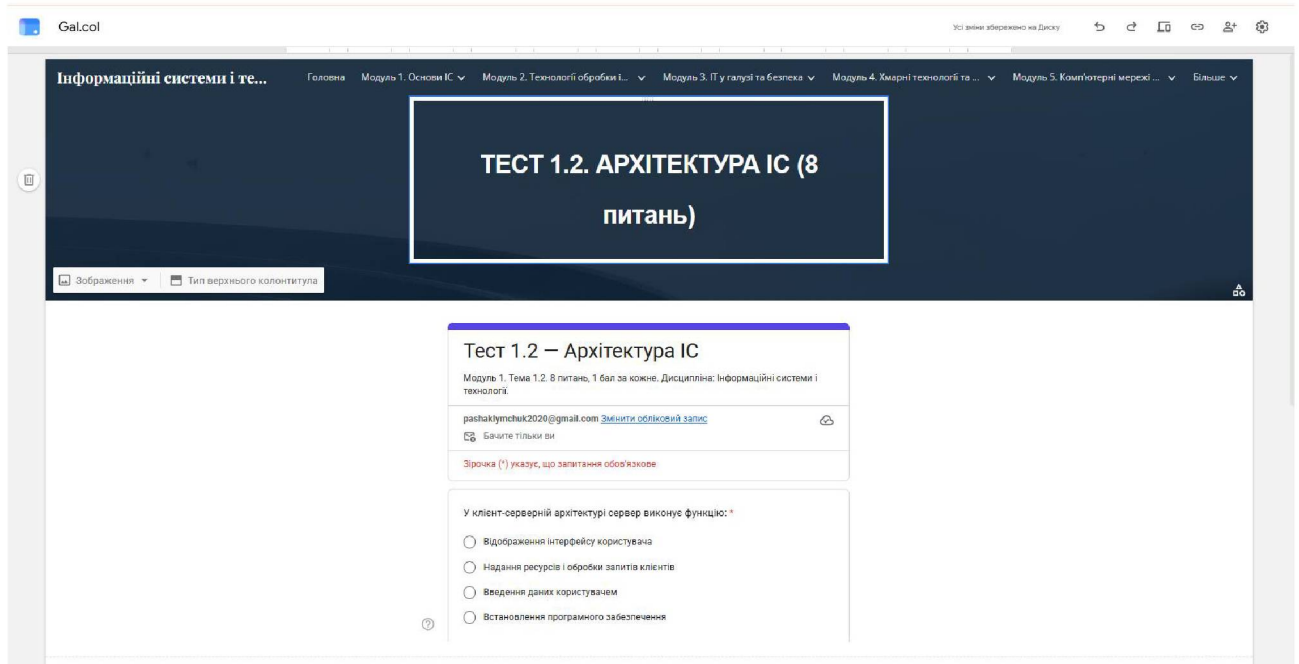 Gal.col
Усі зміни збережено на Диску
Інформаційні системи і те...
Головна
Модуль 1. Основи ІС
Модуль 2. Технології обробки і...
Модуль 3. ІТ у галузі та безпека
Модуль 4. Хмарні технології та ...
Модуль 5. Комп'ютерні мережі ...
Більше
ТЕСТ 1.2. АРХІТЕКТУРА ІС (8
питань)
Зображення
Тип верхнього колонтитула
Тест 1.2 — Архітектура ІС
Модуль 1. Тема 1.2. 8 питань, 1 бал за кожне. Дисципліна: Інформаційні системи і
технології.
pashaklymchuk2020@gmail.com Змінити обліковий запис
Бачите тільки ви
Зірочка (*) указує, що запитання обов'язкове
У клієнт-серверній архітектурі сервер виконує функцію: *
Відображення інтерфейсу користувача
Надання ресурсів і обробки запитів клієнтів
Введення даних користувачем
Встановлення програмного забезпечення